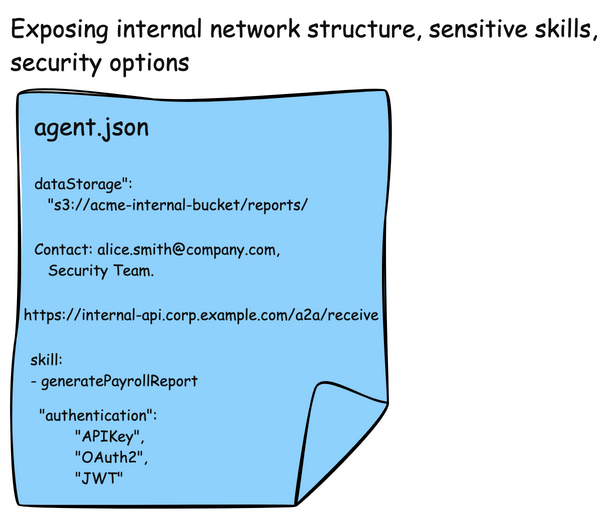 Exposing internal network structure, sensitive skills,
security options
agent.json
dataStorage":
"s3://acme-internal-bucket/reports/
Contact: alice.smith@company.com,
Security Team.
https://internal-api.corp.example.com/a2a/receive
skill:
- generatePayrollReport
"authentication":
"APIKey",
"OAuth2",
"JWT"